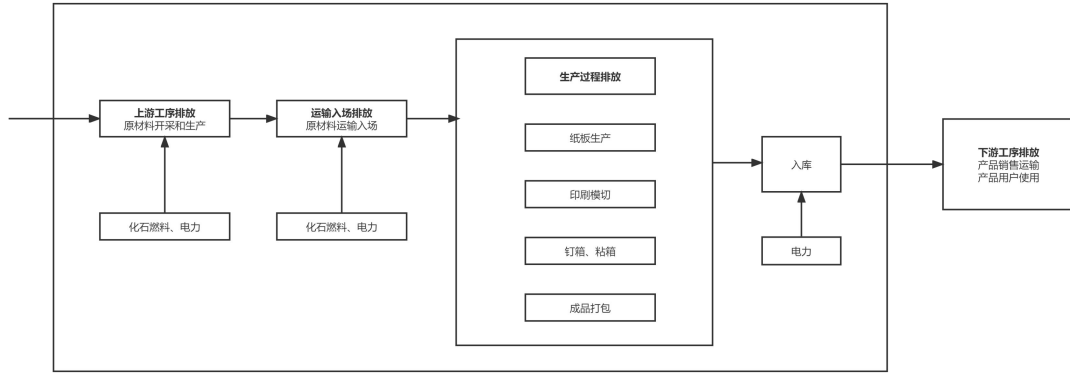 上游工序排放
原材料开采和生产
化石燃料、电力
运输入场排放
原材料运输入场
化石燃料、电力
生产过程排放
纸板生产
印刷模切
钉箱、粘箱
成品打包
入库
电力
下游工序排放
产品销售运输
产品用户使用